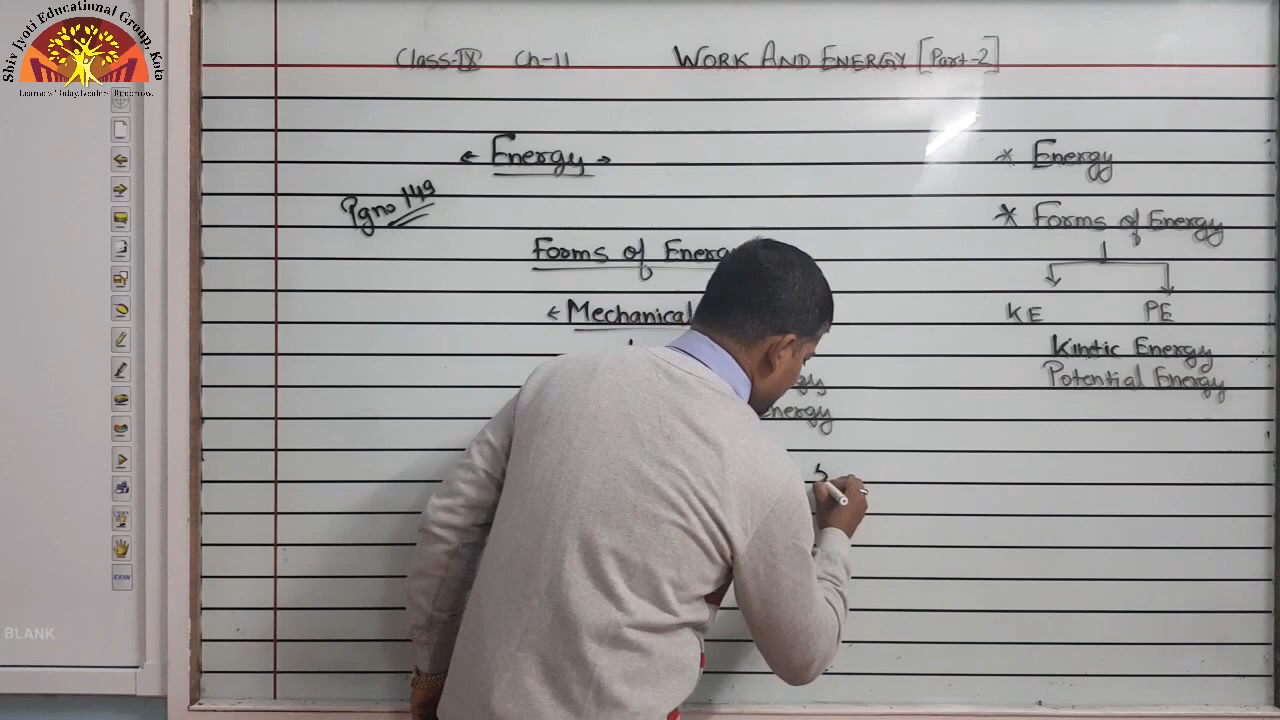 Shiv Jyoti Educational Group, Kota
Class-IX Ch-11 WORK AND ENERGY [Part-2]
← Energy →
Pg no 149
Forms of Energy
← Mechanical
* Energy
* Forms of Energy
KE PE
Kinetic Energy
Potential Energy
BLANK